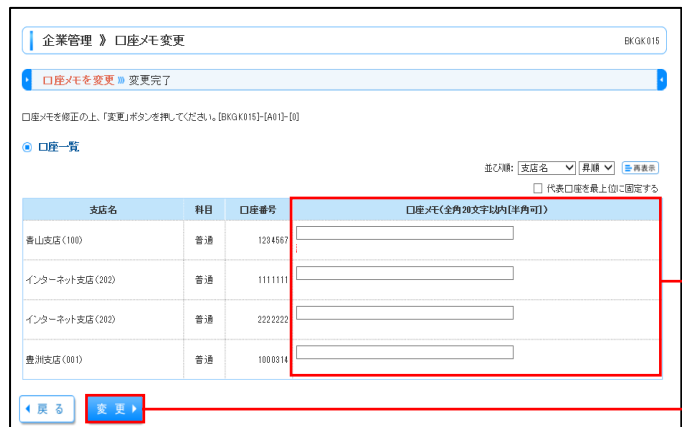 企業管理 》 口座メモ変更
BKGK015
口座メモを変更 》 変更完了
口座メモを修正の上、「変更」ボタンを押してください。[BKGK015]-[A01]-[0]
口座一覧
並び順: 支店名 昇順 再表示
代表口座を最上位に固定する
支店名 科目 口座番号 口座メモ(全角20文字以内[半角可])
青山支店(100) 普通 1234567
インターネット支店(202) 普通 1111111
インターネット支店(202) 普通 2222222
豊洲支店(001) 普通 1000314
戻る 変更